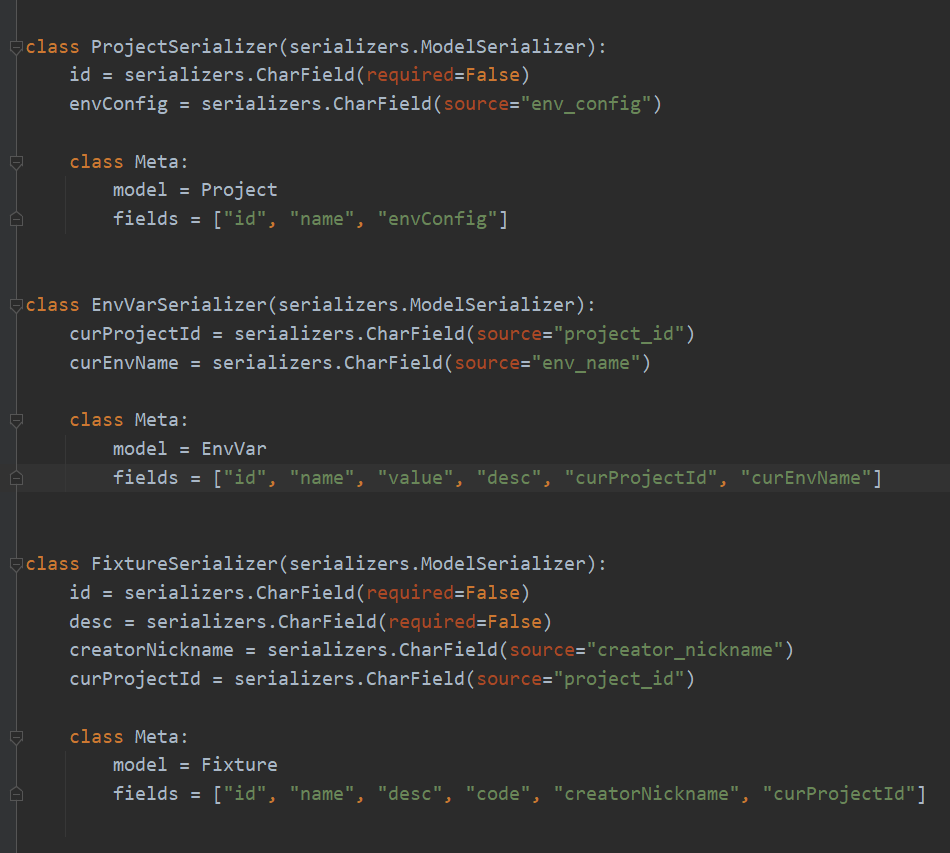 class ProjectSerializer(serializers.ModelSerializer):
    id = serializers.CharField(required=False)
    envConfig = serializers.CharField(source="env_config")

    class Meta:
        model = Project
        fields = ["id", "name", "envConfig"]


class EnvVarSerializer(serializers.ModelSerializer):
    curProjectId = serializers.CharField(source="project_id")
    curEnvName = serializers.CharField(source="env_name")

    class Meta:
        model = EnvVar
        fields = ["id", "name", "value", "desc", "curProjectId", "curEnvName"]


class FixtureSerializer(serializers.ModelSerializer):
    id = serializers.CharField(required=False)
    desc = serializers.CharField(required=False)
    creatorNickname = serializers.CharField(source="creator_nickname")
    curProjectId = serializers.CharField(source="project_id")

    class Meta:
        model = Fixture
        fields = ["id", "name", "desc", "code", "creatorNickname", "curProjectId"]